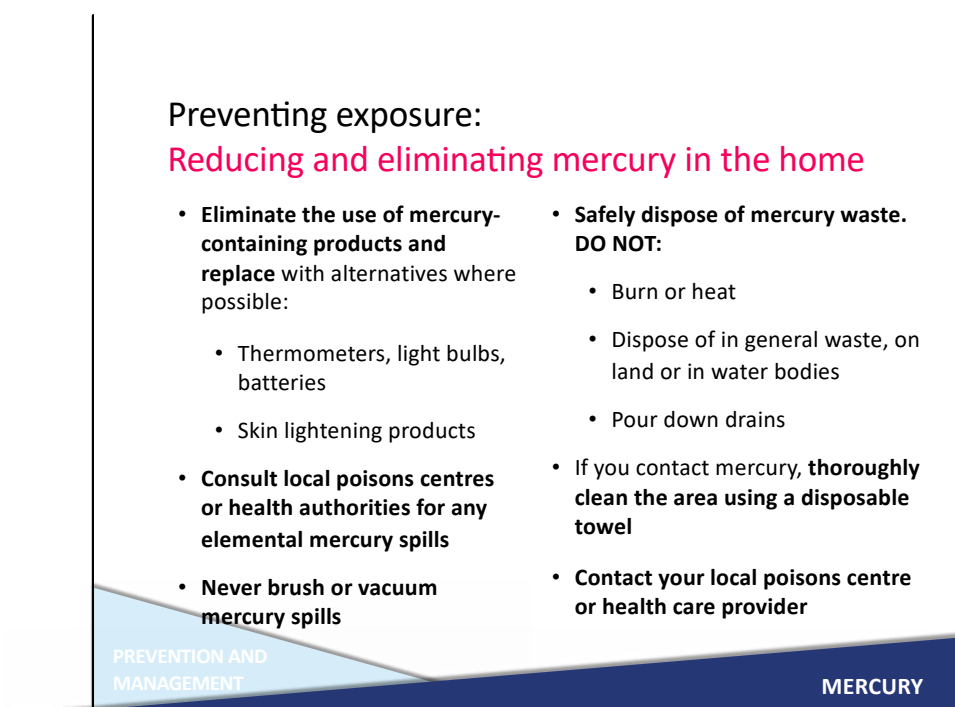 Preventing exposure:
Reducing and eliminating mercury in the home
• Eliminate the use of mercury-
containing products and
replace with alternatives where
possible:
• Thermometers, light bulbs,
batteries
• Skin lightening products
• Consult local poisons centres
or health authorities for any
elemental mercury spills
• Never brush or vacuum
mercury spills
• Safely dispose of mercury waste.
DO NOT:
• Burn or heat
• Dispose of in general waste, on
land or in water bodies
• Pour down drains
• If you contact mercury, thoroughly
clean the area using a disposable
towel
• Contact your local poisons centre
or health care provider
PREVENTION AND
MANAGEMENT
MERCURY